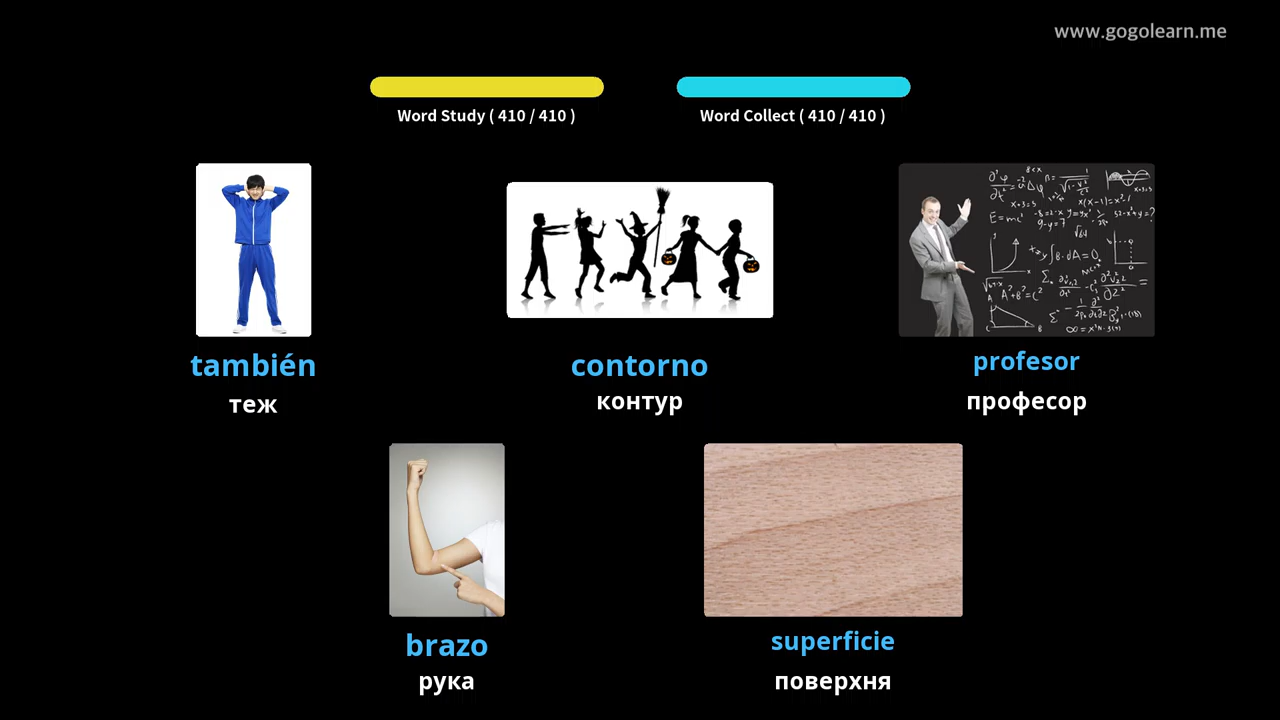 www.gogolearn.me
Word Study ( 410 / 410 )
Word Collect ( 410 / 410 )
también
теж
contorno
контур
profesor
професор
brazo
рука
superficie
поверхня